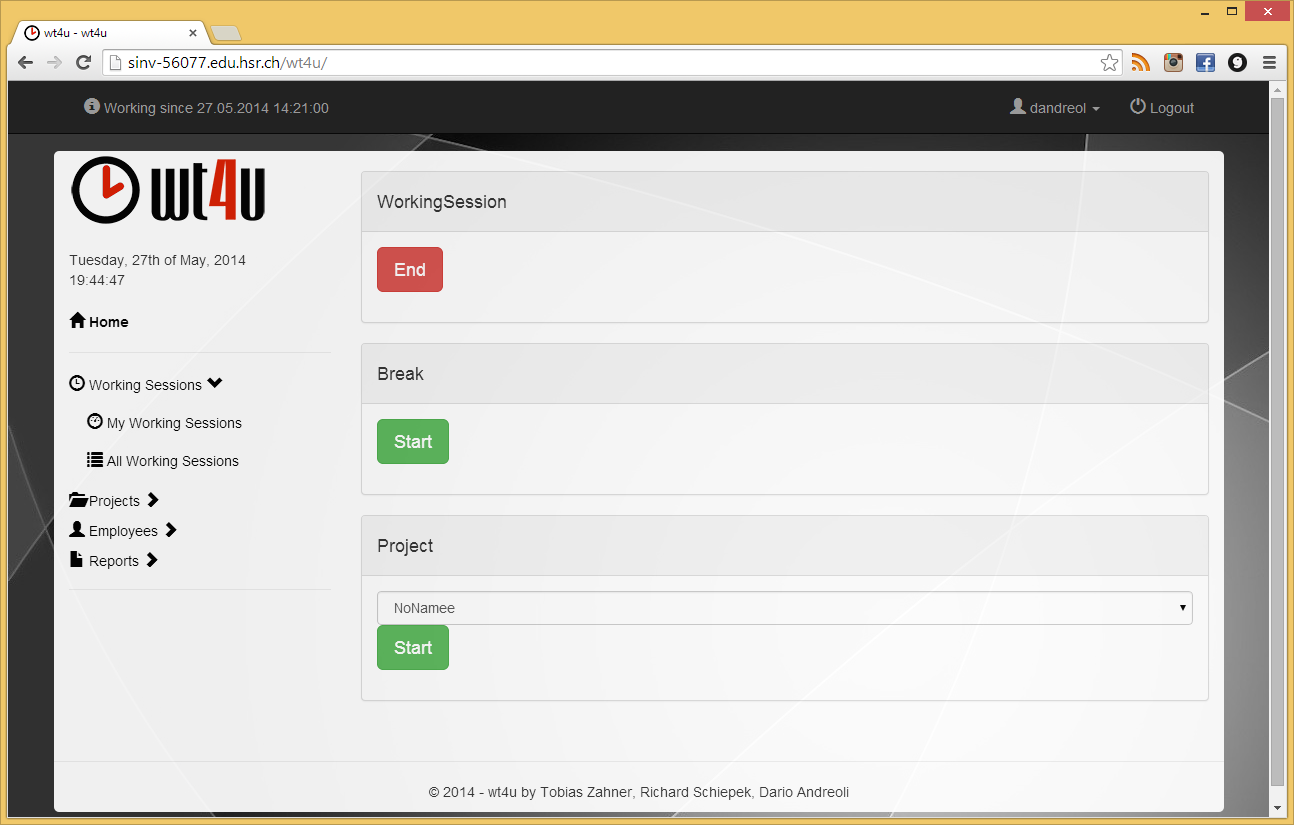 wt4u - wt4u
sinv-56077.edu.hsr.ch/wt4u/
Working since 27.05.2014 14:21:00
dandreol
Logout
wt4u
Tuesday, 27th of May, 2014
19:44:47
Home
Working Sessions
My Working Sessions
All Working Sessions
Projects
Employees
Reports
WorkingSession
End
Break
Start
Project
NoNamee
Start
© 2014 - wt4u by Tobias Zahner, Richard Schiepek, Dario Andreoli